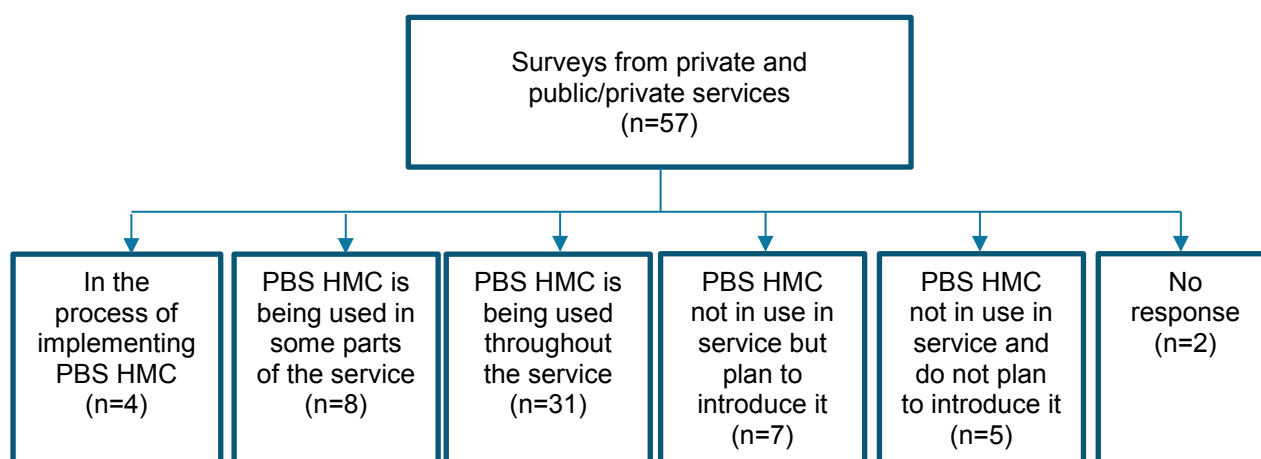 Surveys from private and
public/private services
(n=57)
In the
process of
implementing
PBS HMC
(n=4)
PBS HMC is
being used in
some parts
of the service
(n=8)
PBS HMC is
being used
throughout
the service
(n=31)
PBS HMC
not in use in
service but
plan to
introduce it
(n=7)
PBS HMC
not in use in
service and
do not plan
to introduce it
(n=5)
No
response
(n=2)